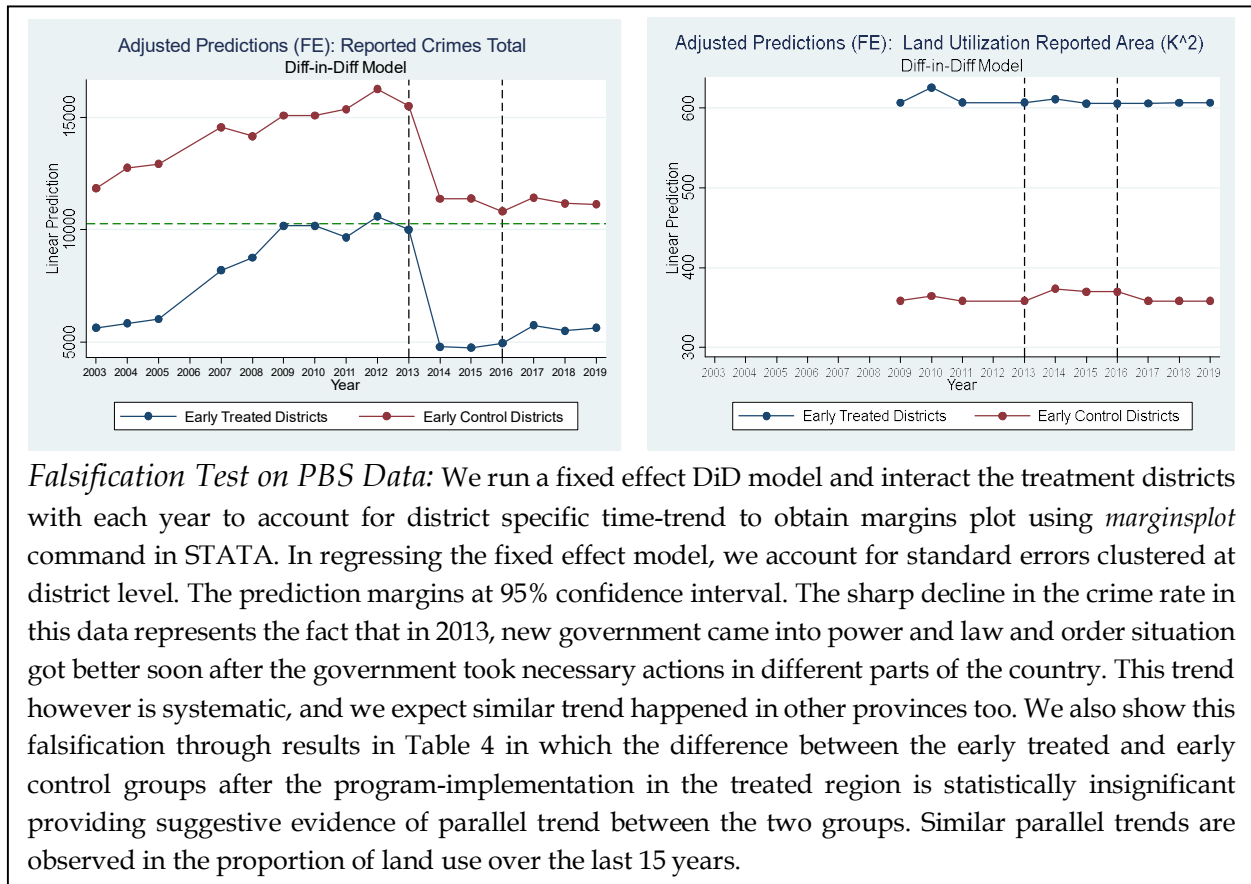 Adjusted Predictions (FE): Reported Crimes Total
Diff-in-Diff Model
Linear Prediction
15000
10000
5000
2003 2004 2005 2006 2007 2008 2009 2010 2011 2012 2013 2014 2015 2016 2017 2018 2019
Year
Early Treated Districts
Early Control Districts
Adjusted Predictions (FE): Land Utilization Reported Area (K^2)
Diff-in-Diff Model
Linear Prediction
600
500
400
300
2003 2004 2005 2006 2007 2008 2009 2010 2011 2012 2013 2014 2015 2016 2017 2018 2019
Year
Early Treated Districts
Early Control Districts
Falsification Test on PBS Data: We run a fixed effect DiD model and interact the treatment districts
with each year to account for district specific time-trend to obtain margins plot using marginsplot
command in STATA. In regressing the fixed effect model, we account for standard errors clustered at
district level. The prediction margins at 95% confidence interval. The sharp decline in the crime rate in
this data represents the fact that in 2013, new government came into power and law and order situation
got better soon after the government took necessary actions in different parts of the country. This trend
however is systematic, and we expect similar trend happened in other provinces too. We also show this
falsification through results in Table 4 in which the difference between the early treated and early
control groups after the program-implementation in the treated region is statistically insignificant
providing suggestive evidence of parallel trend between the two groups. Similar parallel trends are
observed in the proportion of land use over the last 15 years.